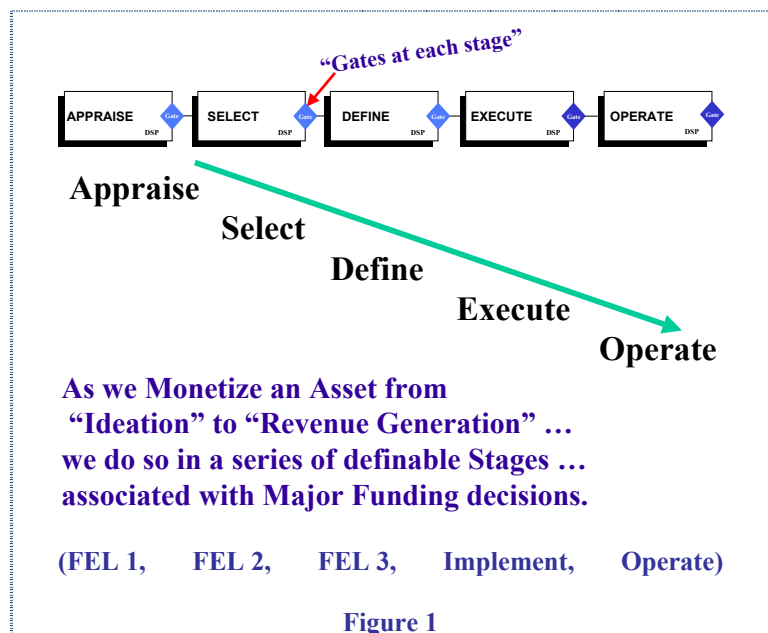 “Gates at each stage”
APPRAISE Gate SELECT Gate DEFINE Gate EXECUTE Gate OPERATE Gate
DSP DSP DSP DSP DSP
Appraise
Select
Define
Execute
Operate
As we Monetize an Asset from
“Ideation” to “Revenue Generation” …
we do so in a series of definable Stages …
associated with Major Funding decisions.
(FEL 1, FEL 2, FEL 3, Implement, Operate)
Figure 1